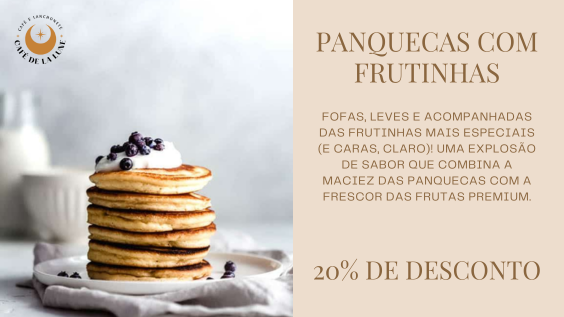 CAFÉ E LANCHONETE
CAFÉ DE LA LUNE
PANQUECAS COM
FRUTINHAS
FOFAS, LEVES E ACOMPANHADAS
DAS FRUTINHAS MAIS ESPECIAIS
(E CARAS, CLARO)! UMA EXPLOSÃO
DE SABOR QUE COMBINA A
MACIEZ DAS PANQUECAS COM A
FRESCOR DAS FRUTAS PREMIUM.
20% DE DESCONTO